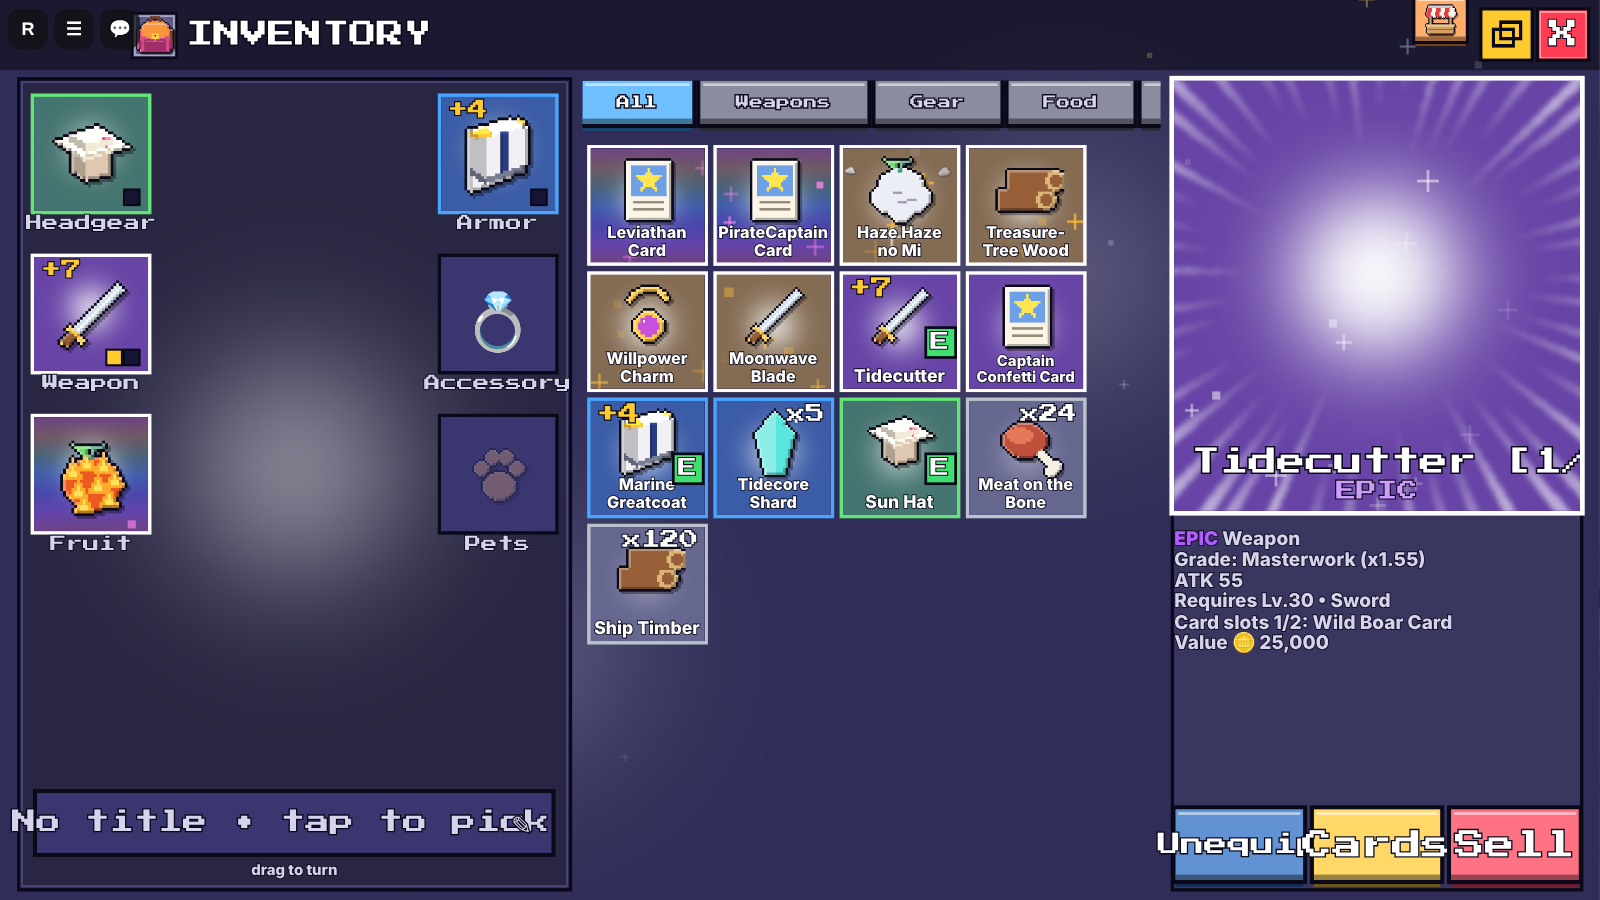 R
INVENTORY
Headgear
+4
Armor
+7
Weapon
Accessory
Fruit
Pets
No title • tap to pick
drag to turn
All
Weapons
Gear
Food
Leviathan
Card
PirateCaptain
Card
Haze Haze
no Mi
Treasure-
Tree Wood
Willpower
Charm
Moonwave
Blade
+7
E
Tidecutter
Captain
Confetti Card
+4
E
Marine
Greatcoat
x5
Tidecore
Shard
E
Sun Hat
x24
Meat on the
Bone
x120
Ship Timber
Tidecutter [1/
EPIC
EPIC Weapon
Grade: Masterwork (x1.55)
ATK 55
Requires Lv.30 • Sword
Card slots 1/2: Wild Boar Card
Value 25,000
Unequi
Cards
Sell